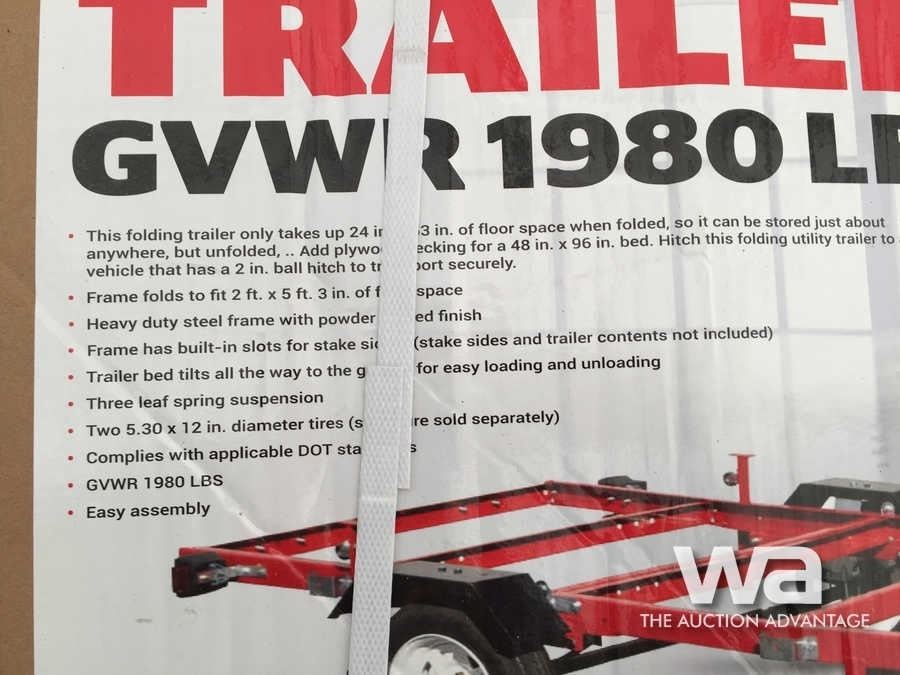 TRAILE
GVWR 1980 LB
• This folding trailer only takes up 24 in 3 in. of floor space when folded, so it can be stored just about
anywhere, but unfolded, .. Add plywo ecking for a 48 in. x 96 in. bed. Hitch this folding utility trailer to a
vehicle that has a 2 in. ball hitch to tr port securely.
• Frame folds to fit 2 ft. x 5 ft. 3 in. of f space
• Heavy duty steel frame with powder ed finish
• Frame has built-in slots for stake sid (stake sides and trailer contents not included)
• Trailer bed tilts all the way to the g for easy loading and unloading
• Three leaf spring suspension
• Two 5.30 x 12 in. diameter tires (s re sold separately)
• Complies with applicable DOT sta s
• GVWR 1980 LBS
• Easy assembly
wa
THE AUCTION ADVANTAGE